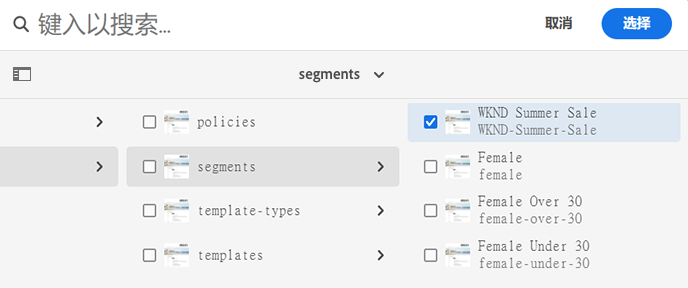 键入以搜索...
取消
选择
segments
policies
segments
template-types
templates
WKND Summer Sale
WKND-Summer-Sale
Female
female
Female Over 30
female-over-30
Female Under 30
female-under-30